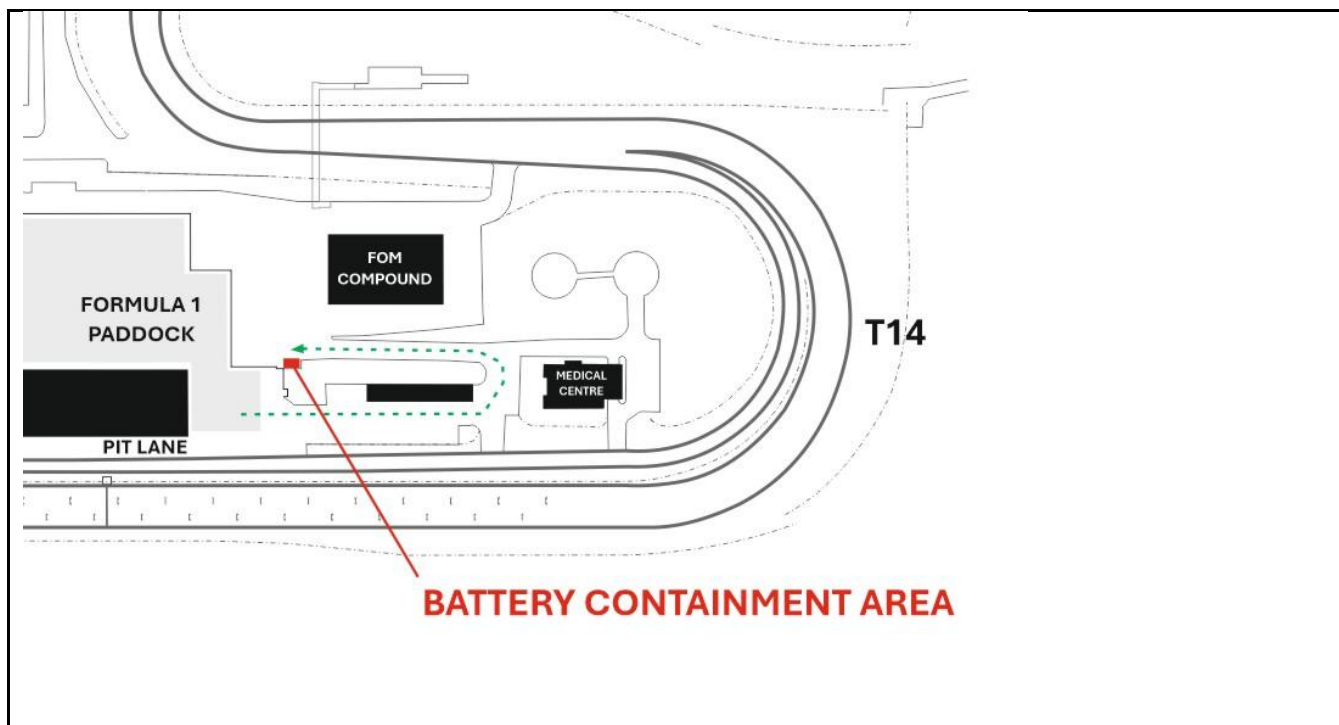 FOM
COMPOUND
FORMULA 1
PADDOCK
T14
MEDICAL
CENTRE
PIT LANE
BATTERY CONTAINMENT AREA